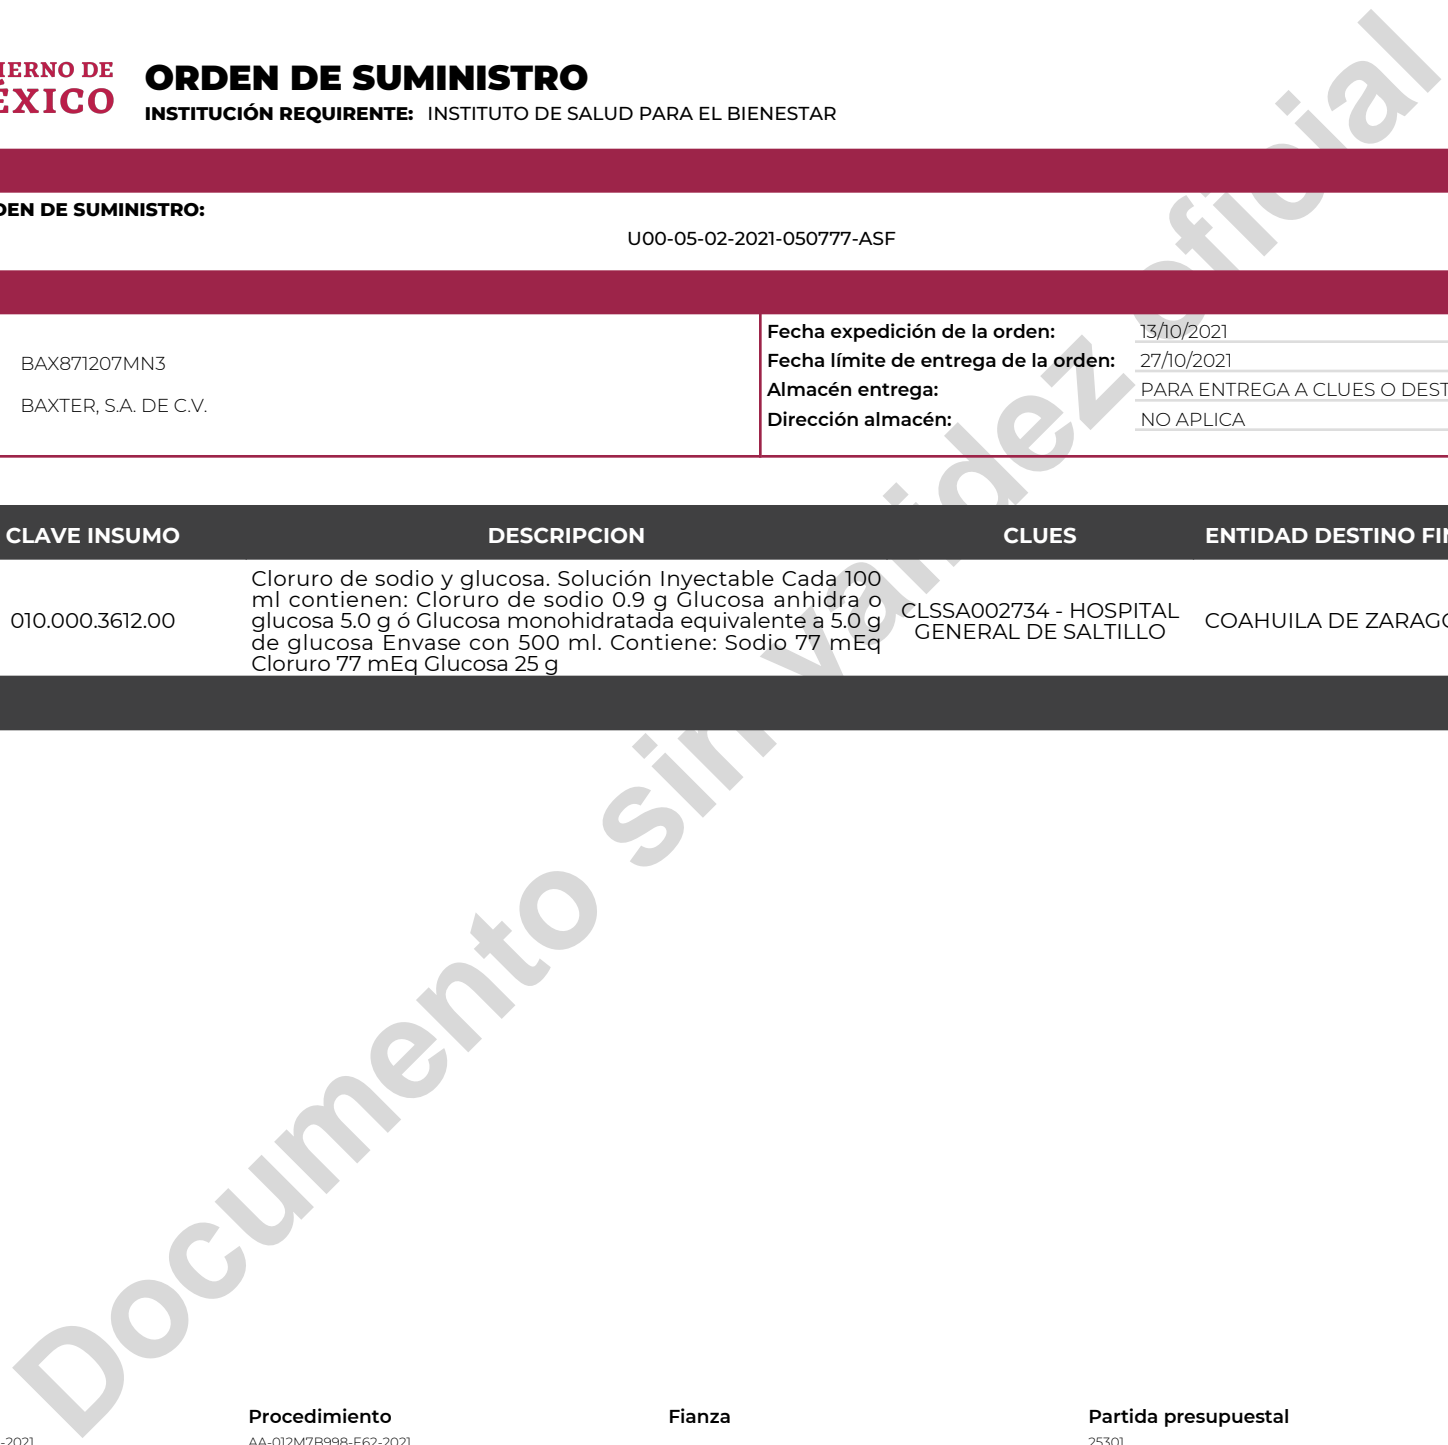 DE
ORDEN DE SUMINISTRO
INSTITUCIÓN REQUIRENTE: INSTITUTO DE SALUD PARA EL BIENESTAR
DE SUMINISTRO:
U00-05-02-2021-050777-ASF
BAX871207MN3
BAXTER, S.A. DE C.V.
Fecha expedición de la orden: 13/10/2021
Fecha límite de entrega de la orden: 27/10/2021
Almacén entrega: PARA ENTREGA A CLUES O
Dirección almacén: NO APLICA
CLAVE INSUMO DESCRIPCION CLUES ENTIDAD DESTINO
010.000.3612.00
Cloruro de sodio y glucosa. Solución Inyectable Cada 100
ml contienen: Cloruro de sodio 0.9 g Glucosa anhidra o
glucosa 5.0 g ó Glucosa monohidratada equivalente a 5.0 g
de glucosa Envase con 500 ml. Contiene: Sodio 77 mEq
Cloruro 77 mEq Glucosa 25 g
CLSSA002734 - HOSPITAL
GENERAL DE SALTILLO
COAHUILA DE
Documento sin validez oficial
Procedimiento Fianza Partida presupuestal
-2021 AA-012M7B998-E62-2021 25301